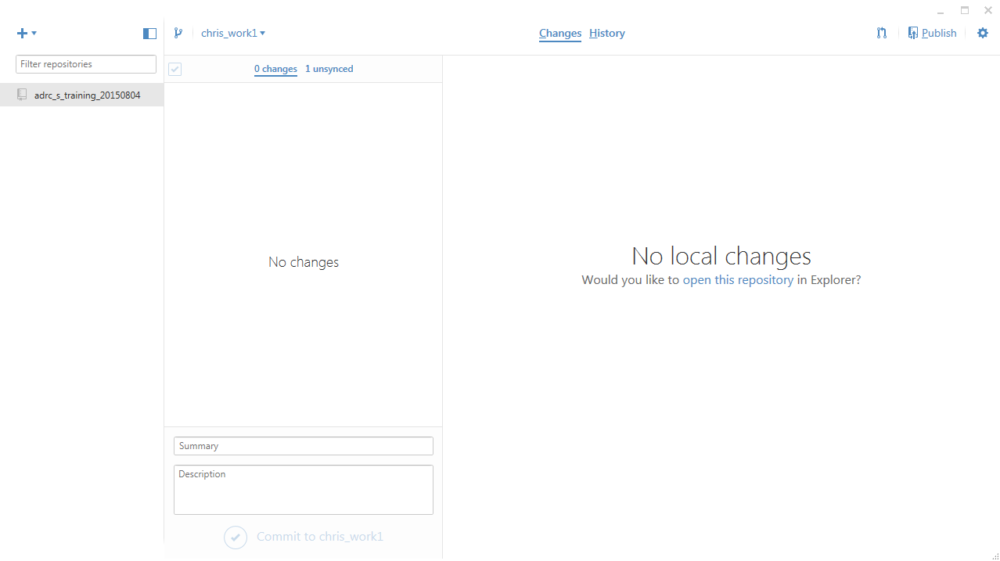 chris_work1
Changes History
Publish
Filter repositories
0 changes 1 unsynced
adrc_s_training_20150804
No changes
No local changes
Would you like to open this repository in Explorer?
Summary
Description
Commit to chris_work1